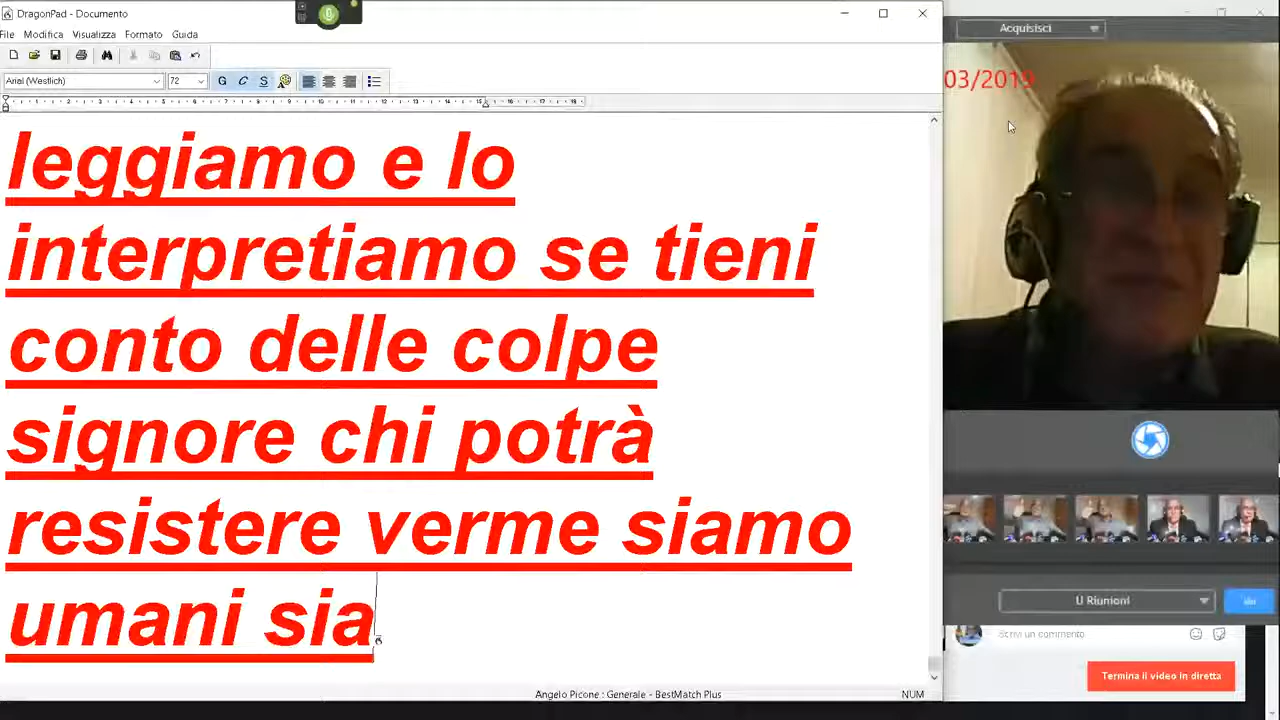 DragonPad - Documento
File Modifica Visualizza Formato Guida
Arial (Westlich) 72 G C S
leggiamo e lo
interpretiamo se tieni
conto delle colpe
signore chi potrà
resistere verme siamo
umani sia
Angelo Picone : Generale - BestMatch Plus NUM
Acquisisci
03/2019
U Riunioni
Scrivi un commento
Termina il video in diretta